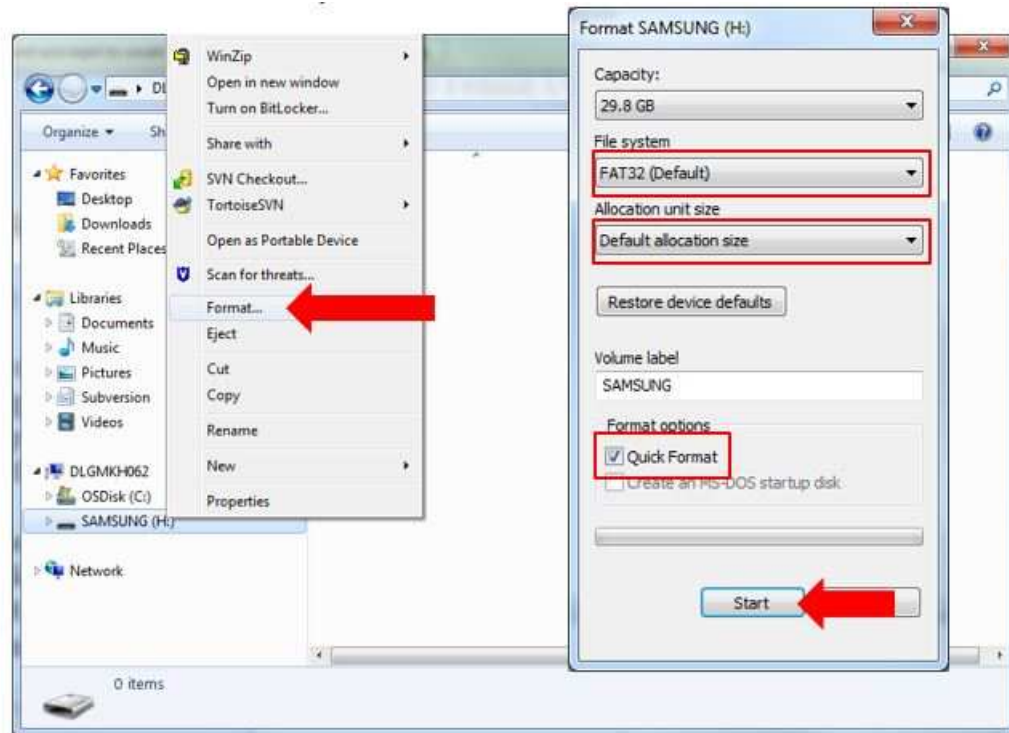 WinZip
Open in new window
Turn on BitLocker...
Share with
SVN Checkout...
TortoiseSVN
Open as Portable Device
Scan for threats...
Format...
Eject
Cut
Copy
Rename
New
Properties
Organize
Sh
Favorites
Desktop
Downloads
Recent Places
Libraries
Documents
Music
Pictures
Subversion
Videos
DLGMKH062
OSDisk (C:)
SAMSUNG (H:)
Network
0 items
Format SAMSUNG (H:)
Capacity:
29.8 GB
File system
FAT32 (Default)
Allocation unit size
Default allocation size
Restore device defaults
Volume label
SAMSUNG
Format options
Quick Format
Create an MS-DOS startup disk
Start